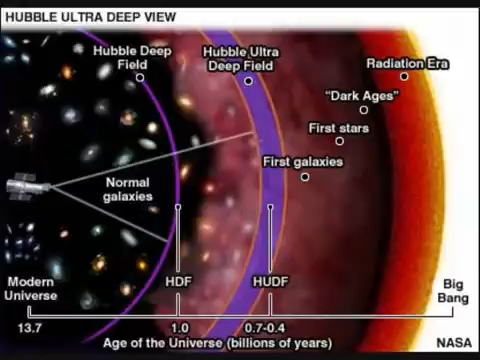 HUBBLE ULTRA DEEP VIEW
Hubble Deep
Field
Hubble Ultra
Deep Field
Radiation Era
“Dark Ages”
First stars
First galaxies
Normal
galaxies
Modern
Universe
HDF
HUDF
Big
Bang
13.7
1.0
0.7-0.4
Age of the Universe (billions of years)
NASA